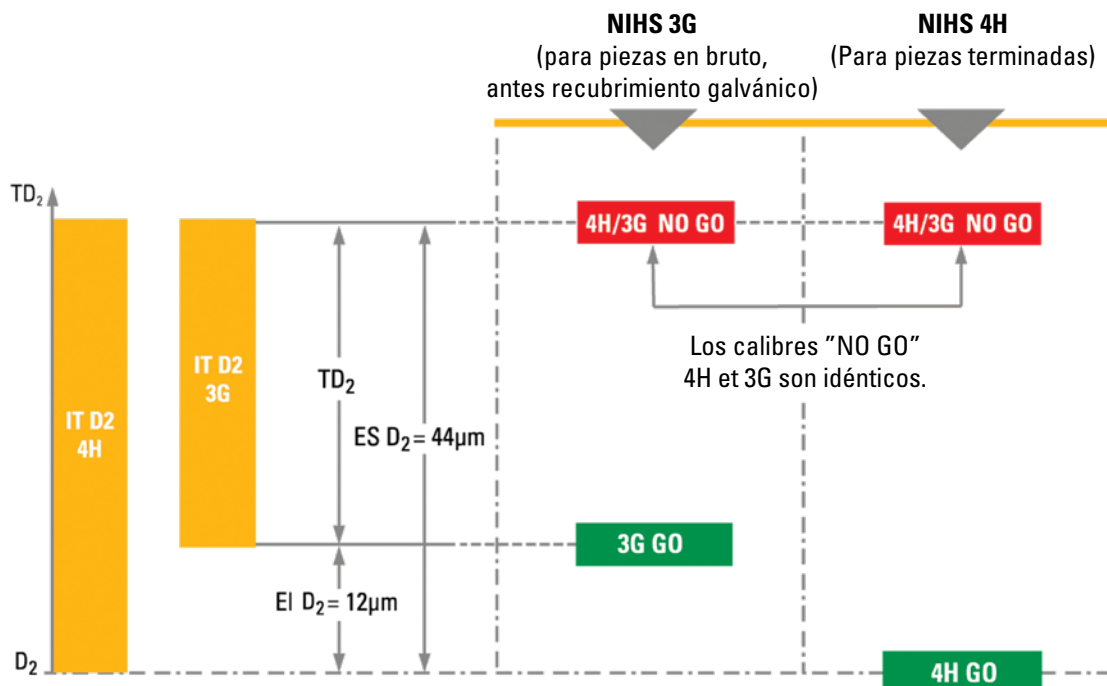 NIHS 3G
(para piezas en bruto,
antes recubrimiento galvánico)
NIHS 4H
(Para piezas terminadas)
TD2
4H/3G NO GO
4H/3G NO GO
Los calibres ”NO GO”
4H et 3G son idénticos.
IT D2
4H
IT D2
3G
TD2
ES D2 = 44µm
3G GO
EI D2 = 12µm
D2
4H GO